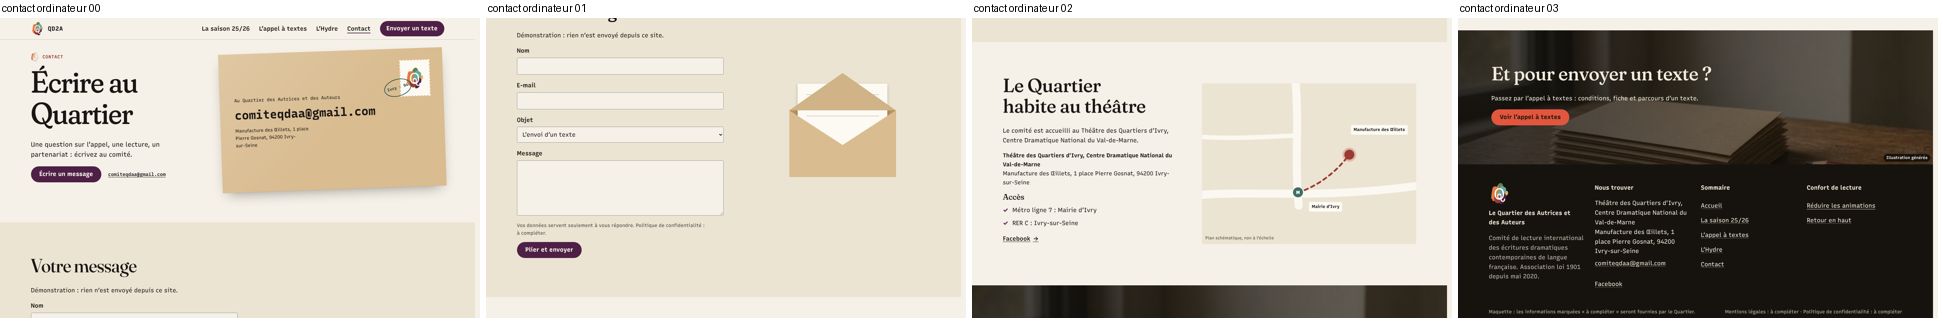 contact ordinateur 00
QD2A
La saison 25/26
L'appel à textes
L'Hydre
Contact
Envoyer un texte
CONTACT
Écrire au
Quartier
Une question sur l'appel, une lecture, un
partenariat : écrivez au comité.
Écrire un message
comiteqdaa@gmail.com
Au Quartier des Autrices et des Auteurs
comiteqdaa@gmail.com
Manufacture des Œillets, 1 place
Pierre Gosnat, 94200 Ivry-
sur-Seine
Votre message
Démonstration : rien n'est envoyé depuis ce site.
Nom
contact ordinateur 01
Démonstration : rien n'est envoyé depuis ce site.
Nom
E-mail
Objet
L'envoi d'un texte
Message
Vos données servent seulement à vous répondre. Politique de confidentialité :
à compléter.
Plier et envoyer
contact ordinateur 02
Le Quartier
habite au théâtre
Le comité est accueilli au Théâtre des Quartiers d'Ivry,
Centre Dramatique National du Val-de-Marne.
Théâtre des Quartiers d'Ivry, Centre Dramatique National du
Val-de-Marne
Manufacture des Œillets, 1 place Pierre Gosnat, 94200 Ivry-
sur-Seine
Accès
Métro ligne 7 : Mairie d'Ivry
RER C : Ivry-sur-Seine
Facebook →
Manufacture des Œillets
M
Mairie d'Ivry
Plan schématique, non à l'échelle
contact ordinateur 03
Et pour envoyer un texte ?
Passez par l'appel à textes : conditions, fiche et parcours d'un texte.
Voir l'appel à textes
Illustration générée
Le Quartier des Autrices et
des Auteurs
Comité de lecture international
des écritures dramatiques
contemporaines de langue
française. Association loi 1901
depuis mai 2020.
Nous trouver
Théâtre des Quartiers d'Ivry,
Centre Dramatique National du
Val-de-Marne
Manufacture des Œillets, 1
place Pierre Gosnat, 94200
Ivry-sur-Seine
comiteqdaa@gmail.com
Facebook
Sommaire
Accueil
La saison 25/26
L'appel à textes
L'Hydre
Contact
Confort de lecture
Réduire les animations
Retour en haut
Maquette : les informations marquées « à compléter » seront fournies par le Quartier.
Mentions légales : à compléter · Politique de confidentialité : à compléter